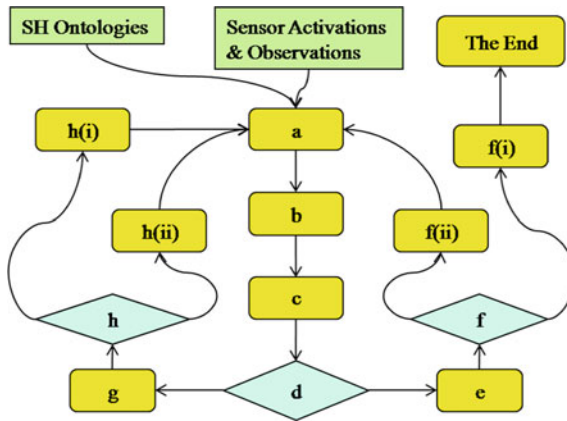 SH Ontologies
Sensor Activations
& Observations
The End
h(i)
a
f(i)
h(ii)
b
f(ii)
c
h
f
g
d
e